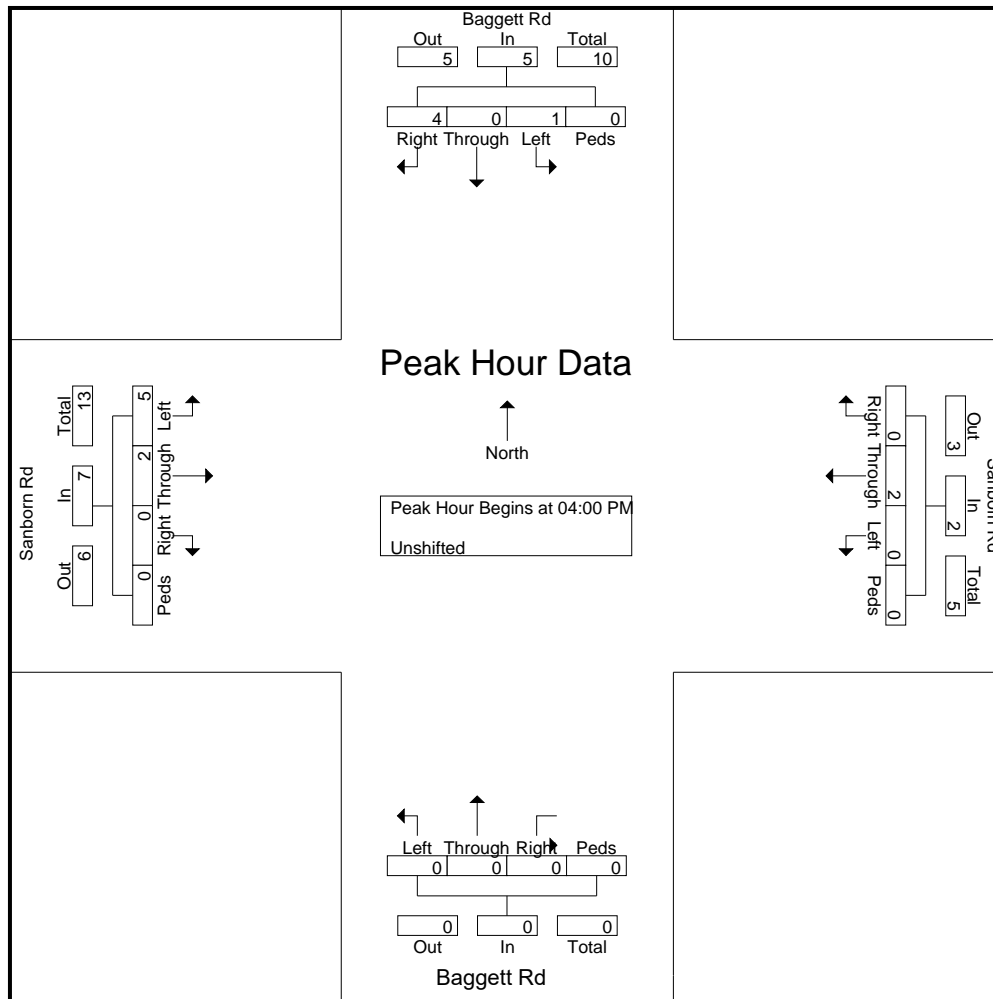 Baggett Rd
Out In Total
5 5 10
4 0 1 0
Right Through Left Peds
Peak Hour Data
North
Peak Hour Begins at 04:00 PM
Unshifted
Sanborn Rd
Total In Out
13 7 6
5 2 0 0
Left Through Right Peds
Right Through Left Peds
0 2 0 0
Out In Total
3 2 5
Sanborn Rd
Left Through Right Peds
0 0 0 0
0 0 0
Out In Total
Baggett Rd